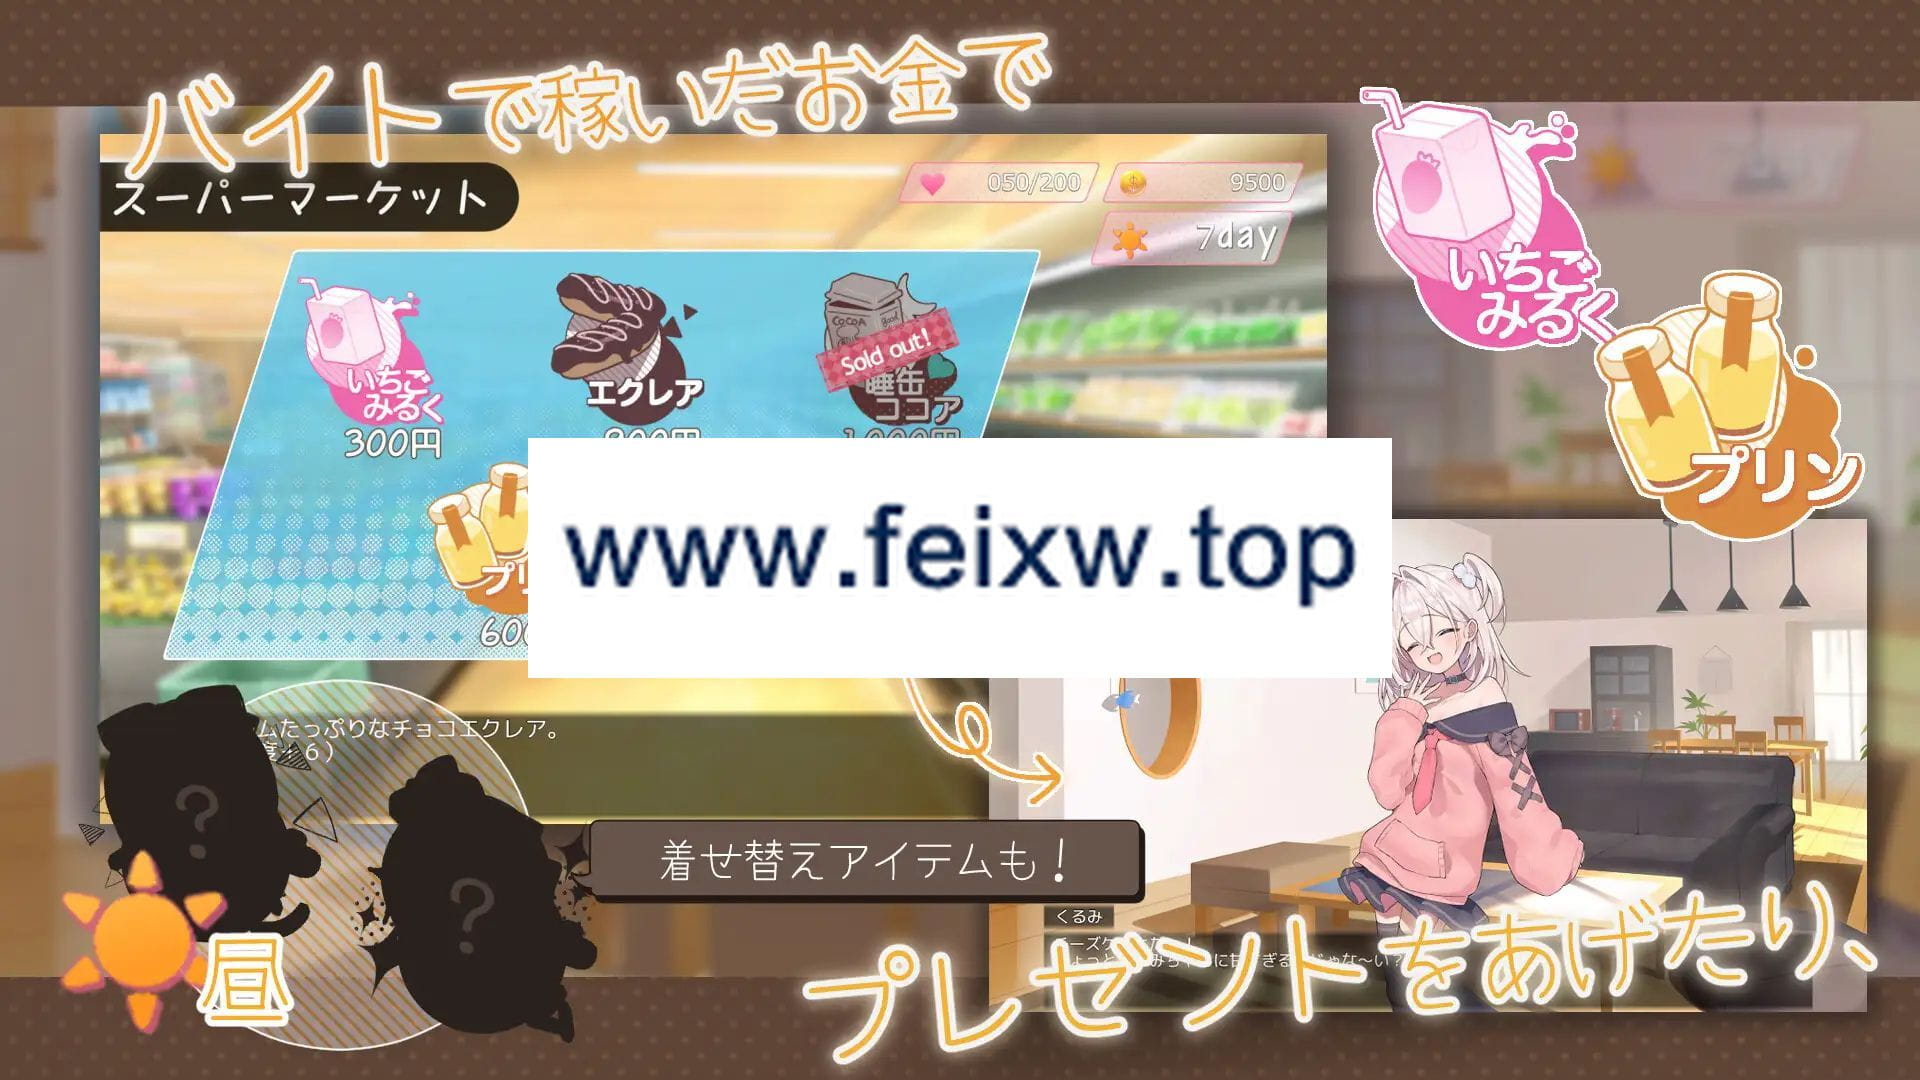 バイトで稼いだお金で
スーパーマーケット
050/200
9500
7day
いちご
みるく
300円
エクレア
Sold out!
COCOA
ココア
600
いちご
みるく
プリン
www.feixw.top
ムたっぷりなチョコエクレア。
6）
?
?
着せ替えアイテムも！
昼
くるみ
プレゼントをあげたり、